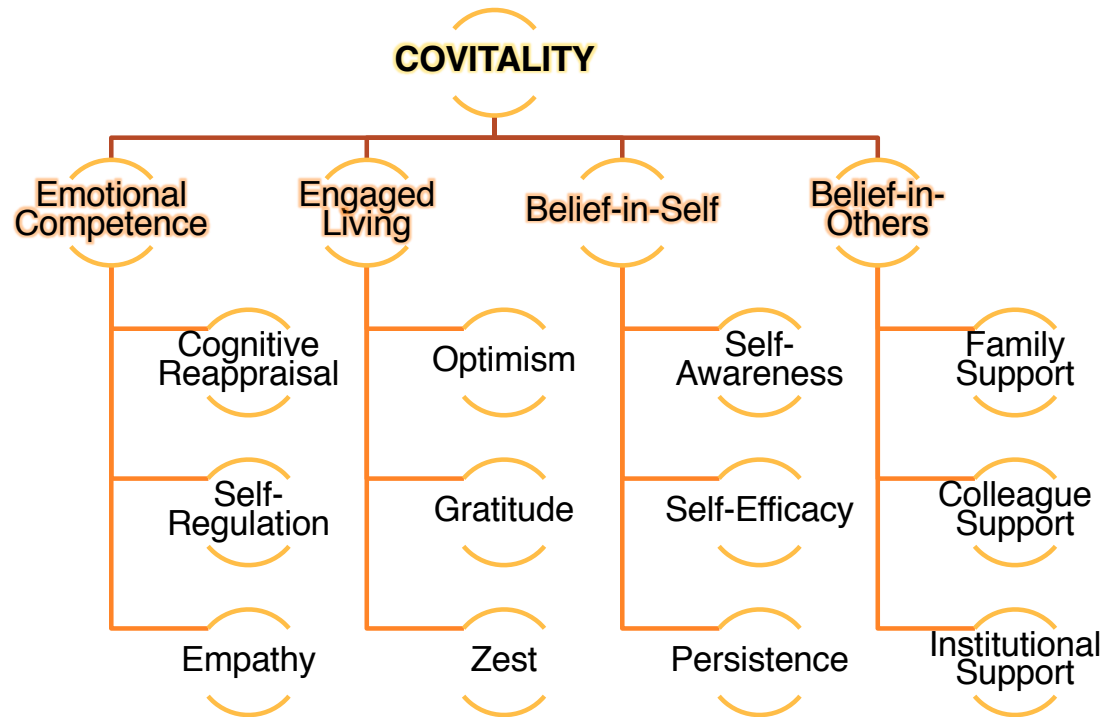 COVITALITY
Emotional
Competence
Engaged
Living
Belief-in-Self
Belief-in-
Others
Cognitive
Reappraisal
Optimism
Self-
Awareness
Family
Support
Self-
Regulation
Gratitude
Self-Efficacy
Colleague
Support
Empathy
Zest
Persistence
Institutional
Support